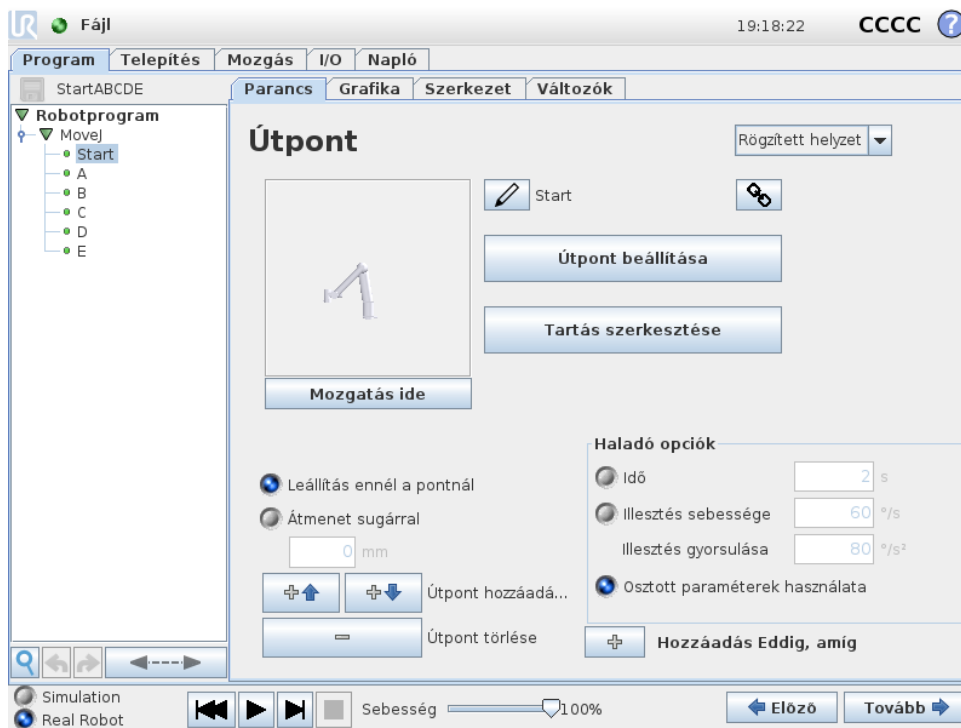 UR Fájl 19:18:22 CCCC ?
Program Telepítés Mozgás I/O Napló
StartABCDE
Parancs Grafika Szerkezet Változók
Robotprogram
MoveJ
Start
A
B
C
D
E
Útpont
Rögzített helyzet
Start
Útpont beállítása
Tartás szerkesztése
Mozgatás ide
Leállítás ennél a pontnál
Átmenet sugárral
0 mm
Útpont hozzáadá...
Útpont törlése
Haladó opciók
Idő 2 s
Illesztés sebessége 60 °/s
Illesztés gyorsulása 80 °/s²
Osztott paraméterek használata
Hozzáadás Eddig, amíg
Simulation
Real Robot
Sebesség 100%
Előző
Tovább